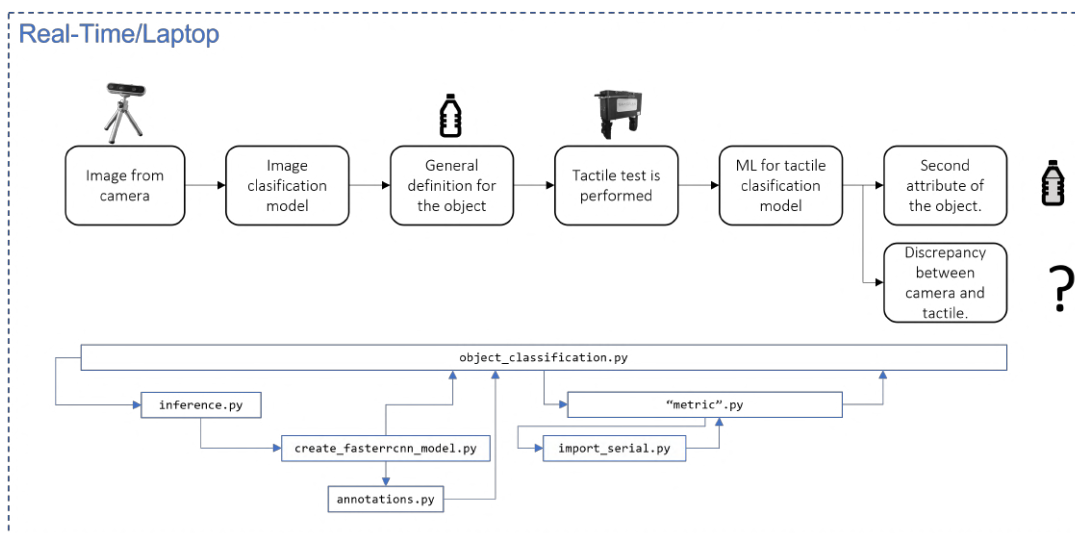 Real-Time/Laptop
Image from
camera
Image
clasification
model
General
definition for
the object
Tactile test is
performed
ML for tactile
clasification
model
Second
attribute of
the object.
Discrepancy
between
camera and
tactile.
?
object_classification.py
inference.py
“metric”.py
create_fasterrcnn_model.py
import_serial.py
annotations.py